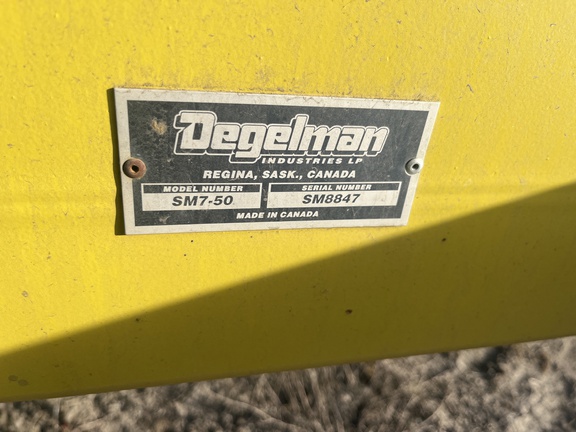 Degelman
INDUSTRIES LP
REGINA, SASK., CANADA
MODEL NUMBER SERIAL NUMBER
SM7-50 SM8847
MADE IN CANADA